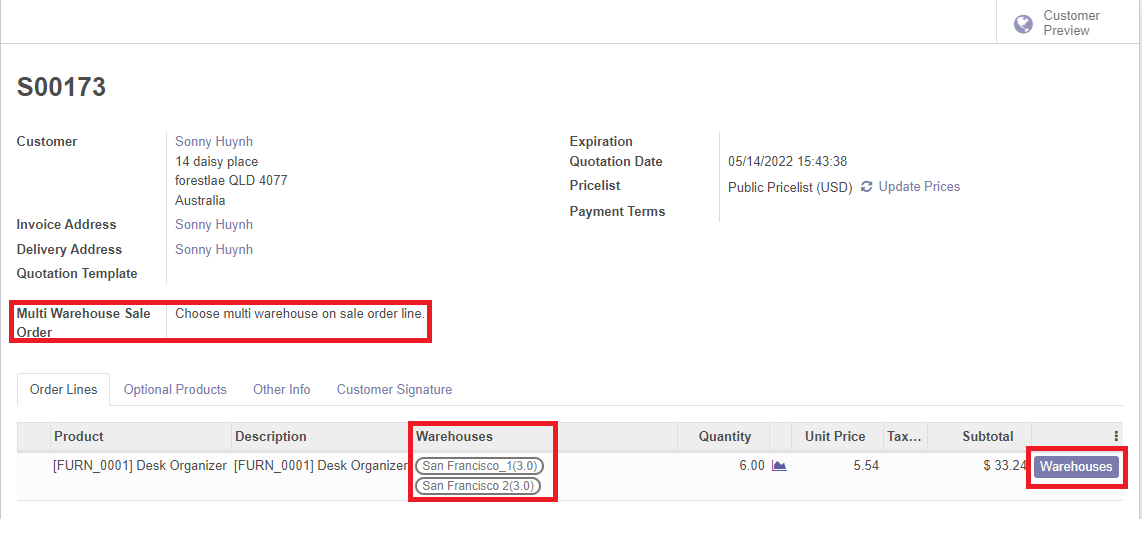 Customer
Preview
S00173
Customer
Sonny Huynh
14 daisy place
forestlae QLD 4077
Australia
Invoice Address
Sonny Huynh
Delivery Address
Sonny Huynh
Quotation Template
Expiration
Quotation Date
05/14/2022 15:43:38
Pricelist
Public Pricelist (USD) Update Prices
Payment Terms
Multi Warehouse Sale
Order
Choose multi warehouse on sale order line.
Order Lines Optional Products Other Info Customer Signature
Product Description Warehouses Quantity Unit Price Tax... Subtotal
[FURN_0001] Desk Organizer [FURN_0001] Desk Organizer San Francisco_1(3.0) 6.00 5.54 $ 33.24 Warehouses
San Francisco 2(3.0)